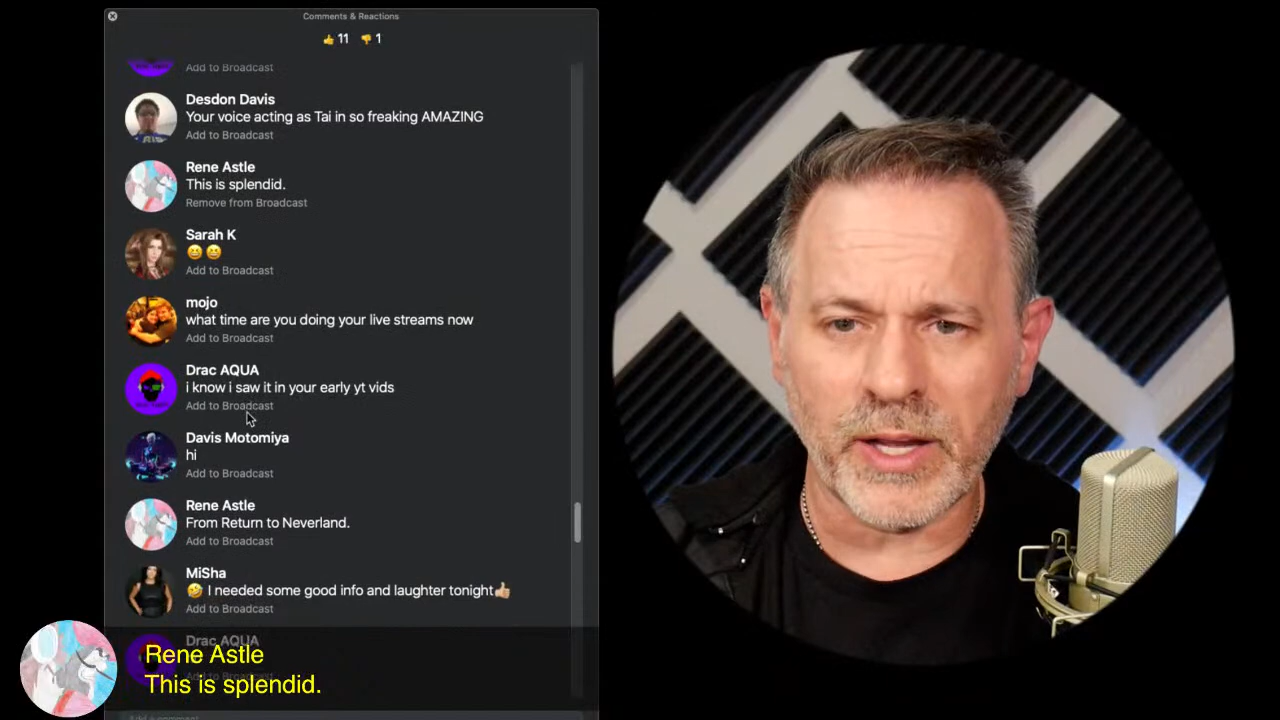 Comments & Reactions
👍 11 👎 1
Add to Broadcast
Desdon Davis
Your voice acting as Tai in so freaking AMAZING
Add to Broadcast
Rene Astle
This is splendid.
Remove from Broadcast
Sarah K
😆 😆
Add to Broadcast
mojo
what time are you doing your live streams now
Add to Broadcast
Drac AQUA
i know i saw it in your early yt vids
Add to Broadcast
Davis Motomiya
hi
Add to Broadcast
Rene Astle
From Return to Neverland.
Add to Broadcast
MiSha
🤣 I needed some good info and laughter tonight👍🏼
Add to Broadcast
Drac AQUA
Rene Astle
This is splendid.